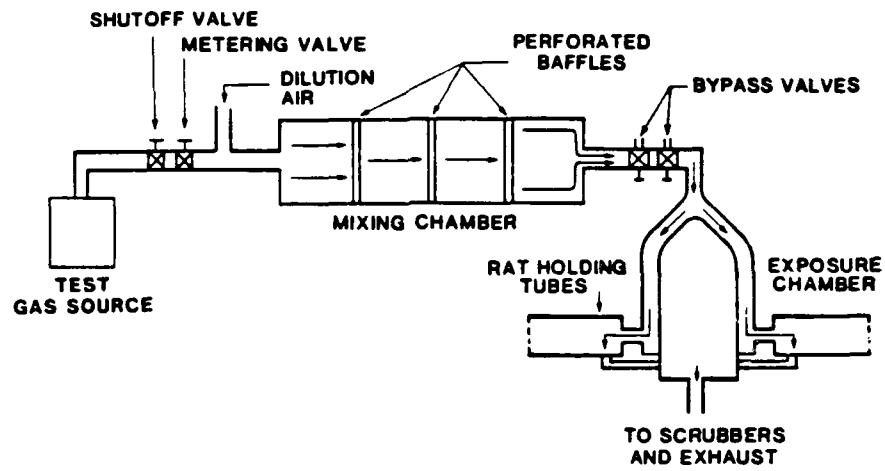 SHUTOFF VALVE
METERING VALVE
DILUTION
AIR
PERFORATED
BAFFLES
BYPASS VALVES
MIXING CHAMBER
TEST
GAS SOURCE
RAT HOLDING
TUBES
EXPOSURE
CHAMBER
TO SCRUBBERS
AND EXHAUST